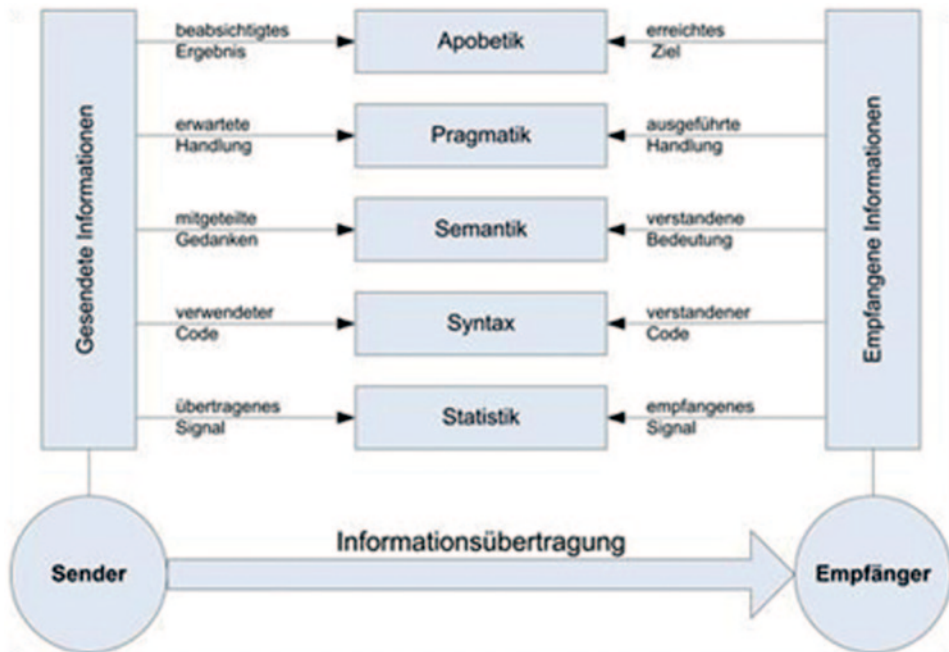 beabsichtigtes
Ergebnis
Apobetik
erreichtes
Ziel
erwartete
Handlung
Pragmatik
ausgeführte
Handlung
mitgeteilte
Gedanken
Semantik
verstandene
Bedeutung
verwendeter
Code
Syntax
verstandener
Code
übertragenes
Signal
Statistik
empfangenes
Signal
Gesendete Informationen
Empfangene Informationen
Informationsübertragung
Sender
Empfänger